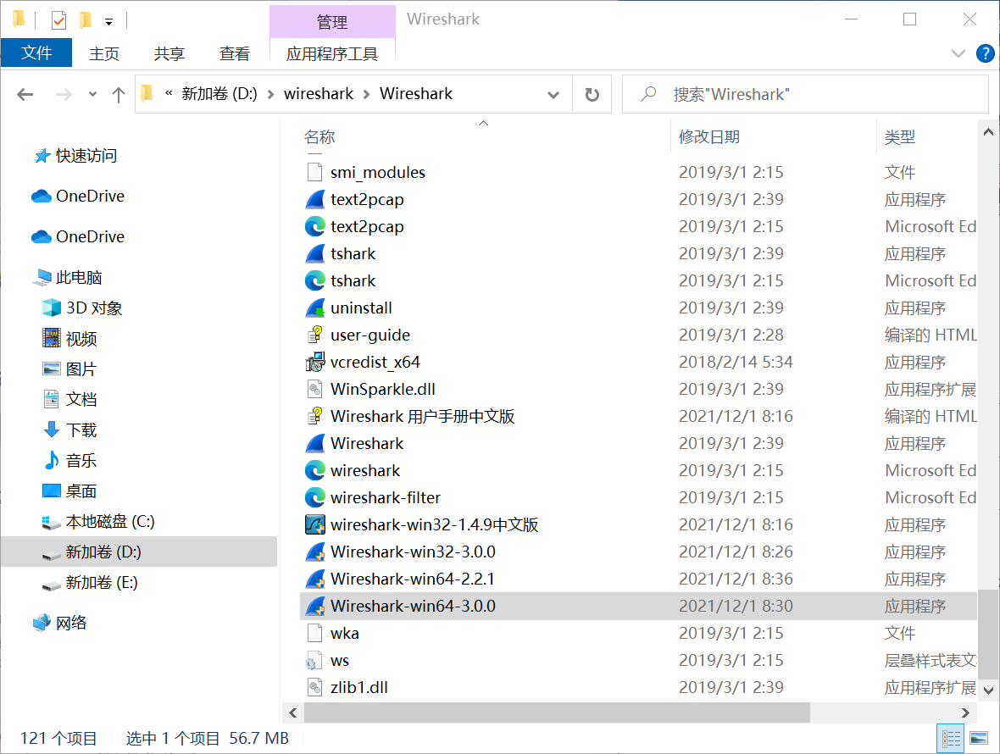 管理
Wireshark
文件 主页 共享 查看 应用程序工具
« 新加卷 (D:) > wireshark > Wireshark
搜索"Wireshark"
快速访问
OneDrive
OneDrive
此电脑
3D 对象
视频
图片
文档
下载
音乐
桌面
本地磁盘 (C:)
新加卷 (D:)
新加卷 (E:)
网络
名称 修改日期 类型
smi_modules 2019/3/1 2:15 文件
text2pcap 2019/3/1 2:39 应用程序
text2pcap 2019/3/1 2:15 Microsoft Ed
tshark 2019/3/1 2:39 应用程序
tshark 2019/3/1 2:15 Microsoft Ed
uninstall 2019/3/1 2:39 应用程序
user-guide 2019/3/1 2:28 编译的 HTML
vcredist_x64 2018/2/14 5:34 应用程序
WinSparkle.dll 2019/3/1 2:39 应用程序扩展
Wireshark 用户手册中文版 2021/12/1 8:16 编译的 HTML
Wireshark 2019/3/1 2:39 应用程序
wireshark 2019/3/1 2:15 Microsoft Ed
wireshark-filter 2019/3/1 2:15 Microsoft Ed
wireshark-win32-1.4.9中文版 2021/12/1 8:16 应用程序
Wireshark-win32-3.0.0 2021/12/1 8:26 应用程序
Wireshark-win64-2.2.1 2021/12/1 8:36 应用程序
Wireshark-win64-3.0.0 2021/12/1 8:30 应用程序
wka 2019/3/1 2:15 文件
ws 2019/3/1 2:15 层叠样式表文
zlib1.dll 2019/3/1 2:39 应用程序扩展
121 个项目 选中 1 个项目 56.7 MB